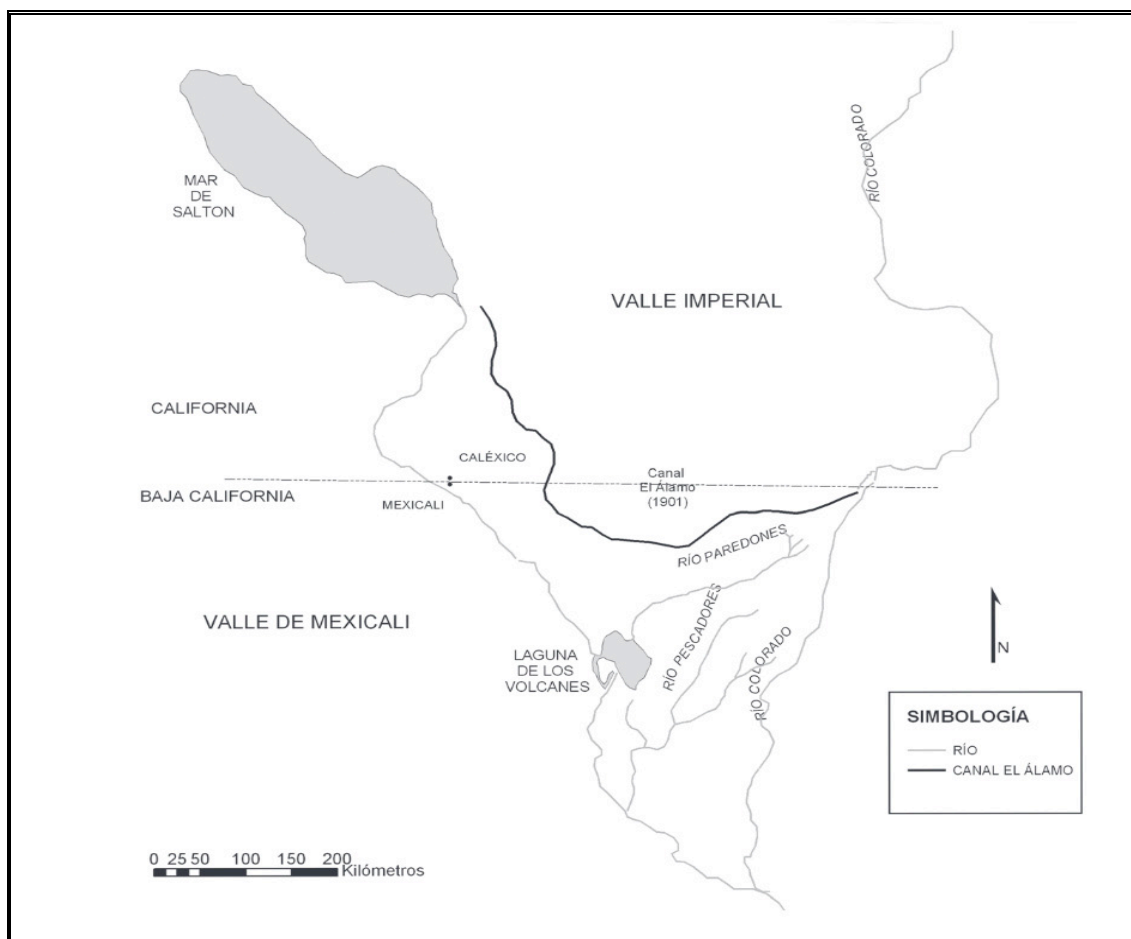 RÍO COLORADO
MAR
DE
SALTON
VALLE IMPERIAL
CALIFORNIA
CALÉXICO
Canal
El Álamo
(1901)
BAJA CALIFORNIA
MEXICALI
RÍO PAREDONES
VALLE DE MEXICALI
RÍO PESCADORES
LAGUNA
DE LOS
VOLCANES
RÍO COLORADO
N
SIMBOLOGÍA
RÍO
CANAL EL ÁLAMO
0 25 50 100 150 200
Kilómetros